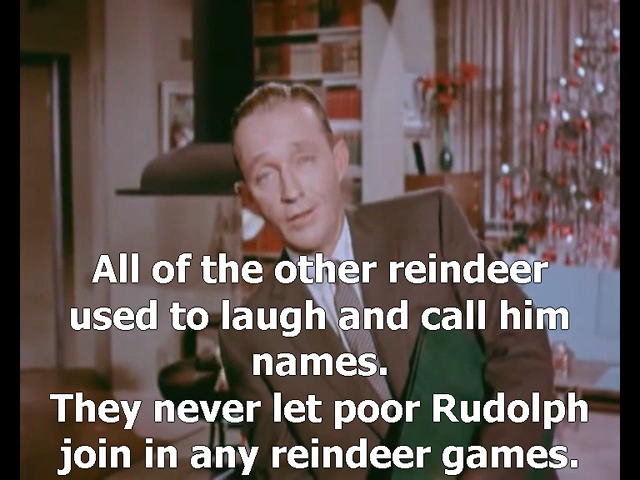 All of the other reindeer
used to laugh and call him
names.
They never let poor Rudolph
join in any reindeer games.